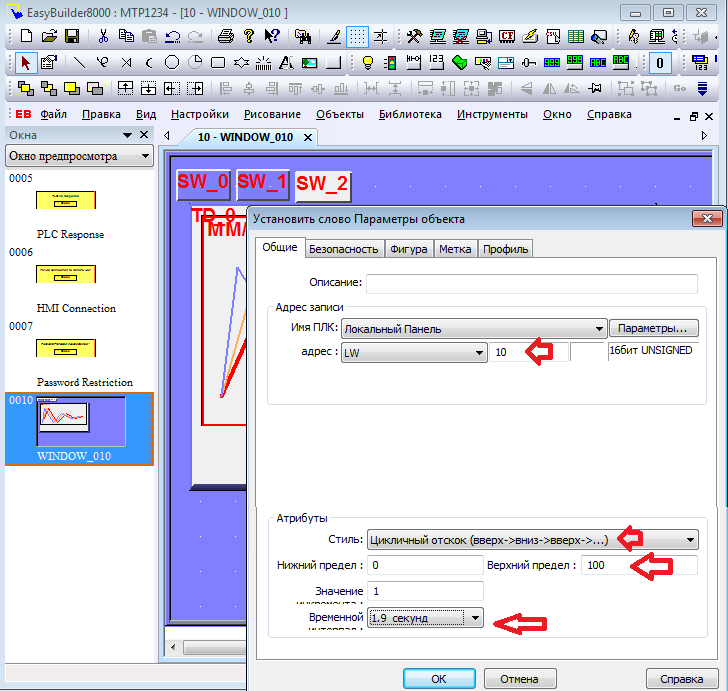 EasyBuilder8000 : MTP1234 - [10 - WINDOW_010 ]
EB Файл Правка Вид Настройки Рисование Объекты Библиотека Инструменты Окно Справка
Окна
10 - WINDOW_010
Окно предпросмотра
0005
PLC Response
0006
HMI Connection
0007
Password Restriction
0010
WINDOW_010
SW_0 SW_1 SW_2
TD_0
Установить слово Параметры объекта
Общие Безопасность Фигура Метка Профиль
Описание:
Адрес записи
Имя ПЛК: Локальный Панель Параметры...
адрес : LW 10 16бит UNSIGNED
Атрибуты
Стиль: Цикличный отскок (вверх->вниз->вверх->...)
Нижний предел : 0 Верхний предел : 100
Значение 1
Временной 1.9 секунд
OK Отмена Справка